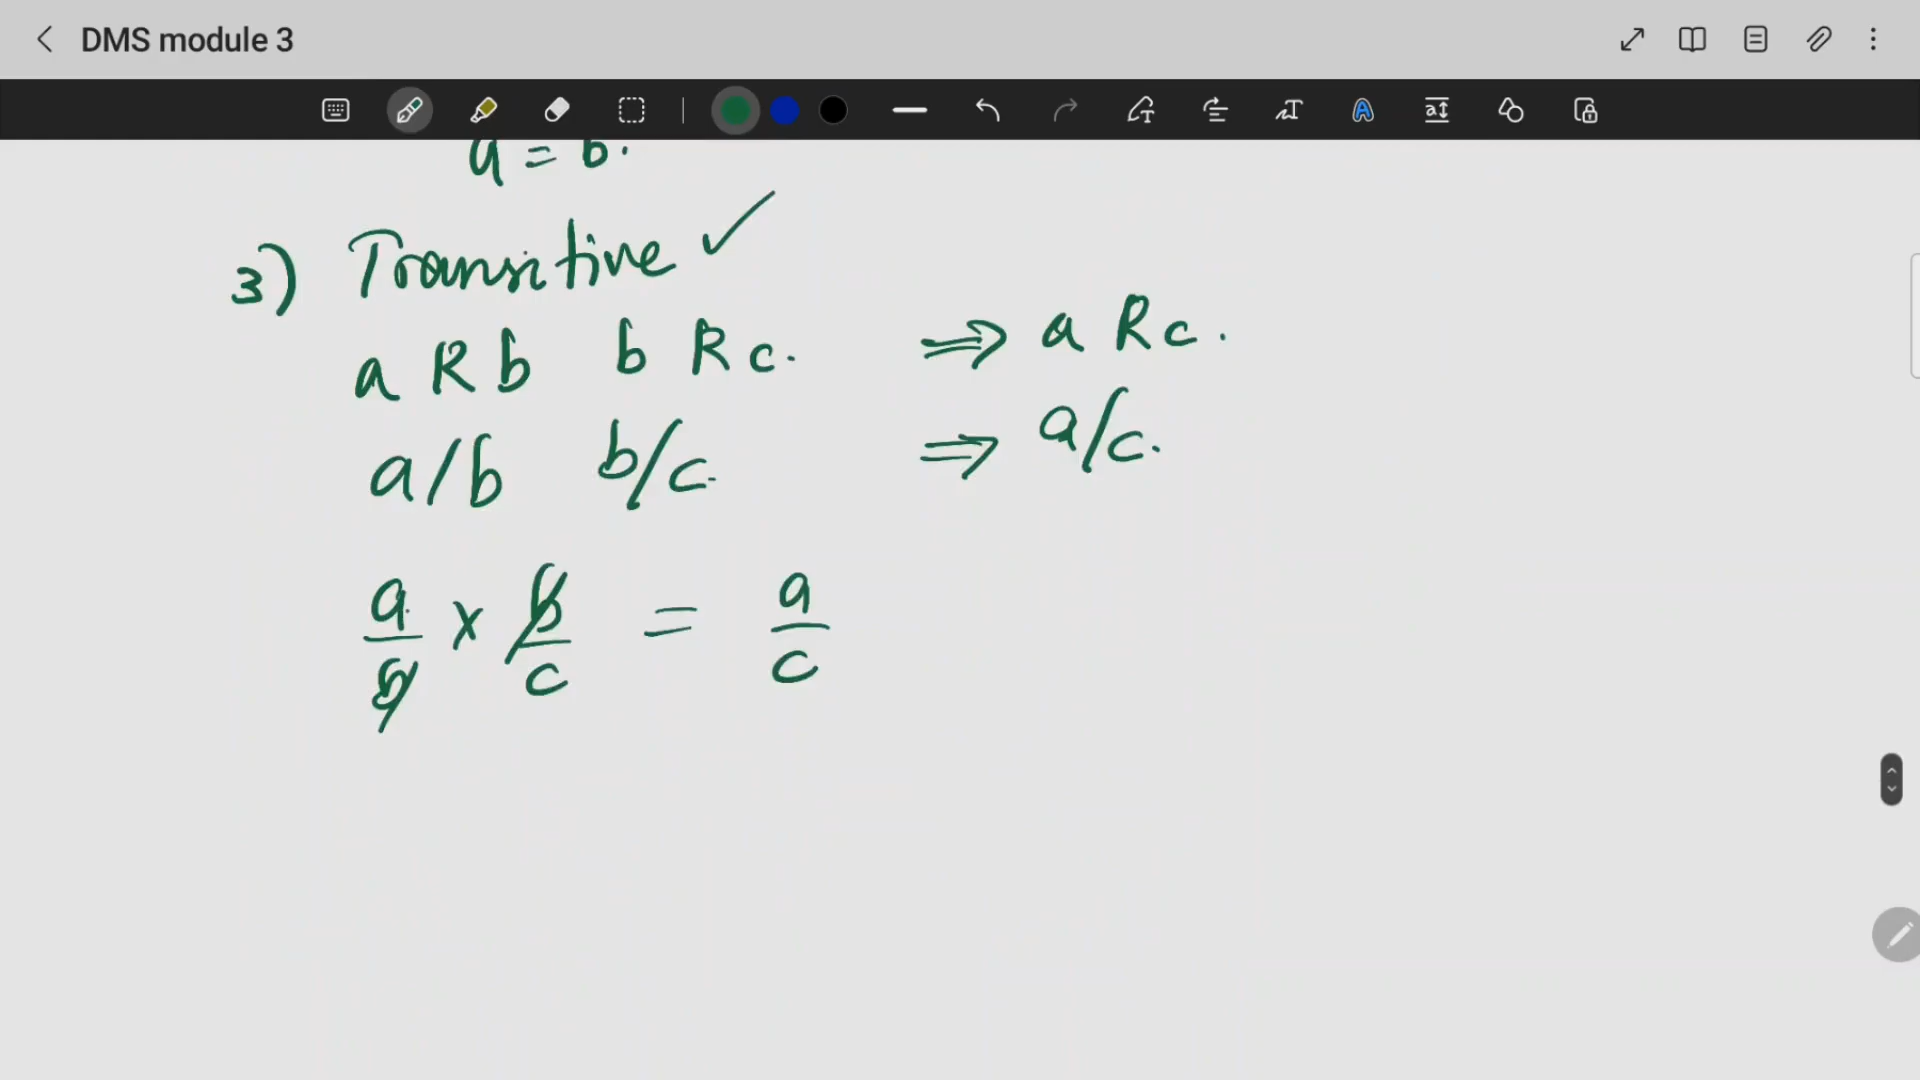 DMS module 3
a = b.
3) Transitive ✓
a R b b R c. ⇒ a R c.
a/b b/c. ⇒ a/c.
a/b × b/c = a/c